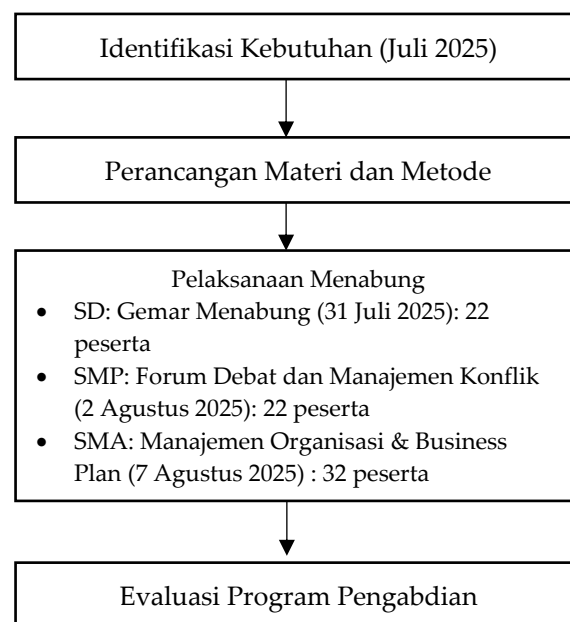 Identifikasi Kebutuhan (Juli 2025)
Perancangan Materi dan Metode
Pelaksanaan Menabung
• SD: Gemar Menabung (31 Juli 2025): 22
peserta
• SMP: Forum Debat dan Manajemen Konflik
(2 Agustus 2025): 22 peserta
• SMA: Manajemen Organisasi & Business
Plan (7 Agustus 2025) : 32 peserta
Evaluasi Program Pengabdian